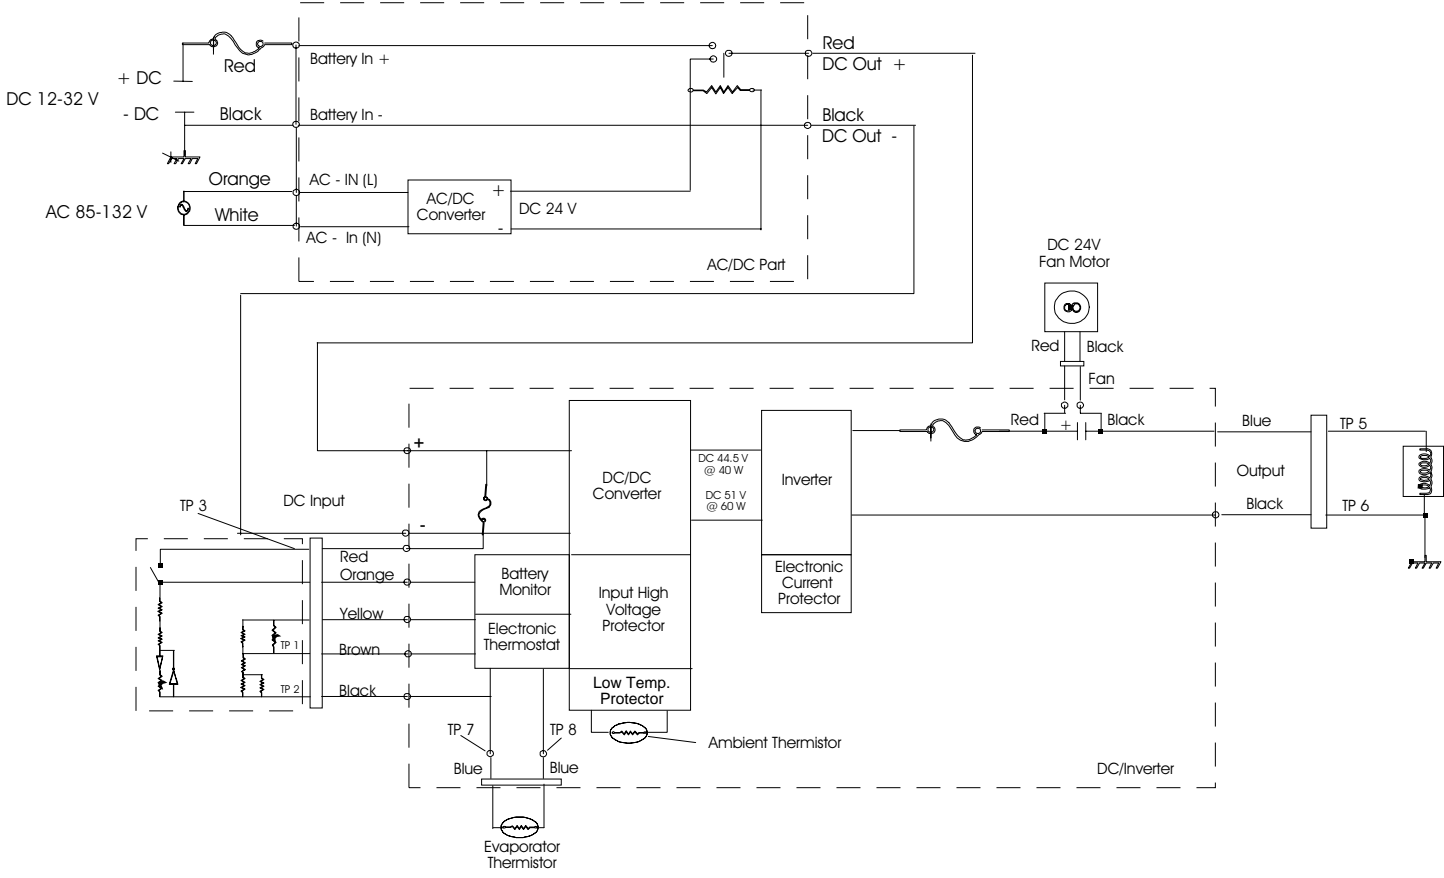 Red
DC Out +
Battery In +
Red
+ DC
DC 12-32 V
- DC
Black
Battery In -
Black
DC Out -
Orange
AC - IN (L)
AC 85-132 V
White
AC/DC
Converter
+
-
DC 24 V
AC - In (N)
AC/DC Part
DC 24V
Fan Motor
Red
Black
Fan
Red
+
Black
Blue
TP 5
Output
Black
TP 6
+
DC Input
-
TP 3
DC/DC
Converter
DC 44.5 V
@ 40 W
DC 51 V
@ 60 W
Inverter
Red
Orange
Battery
Monitor
Input High
Voltage
Protector
Electronic
Current
Protector
Yellow
Electronic
Thermostat
TP 1
Brown
TP 2
Black
Low Temp.
Protector
TP 7
TP 8
Ambient Thermistor
Blue
Blue
DC/Inverter
Evaporator
Thermistor